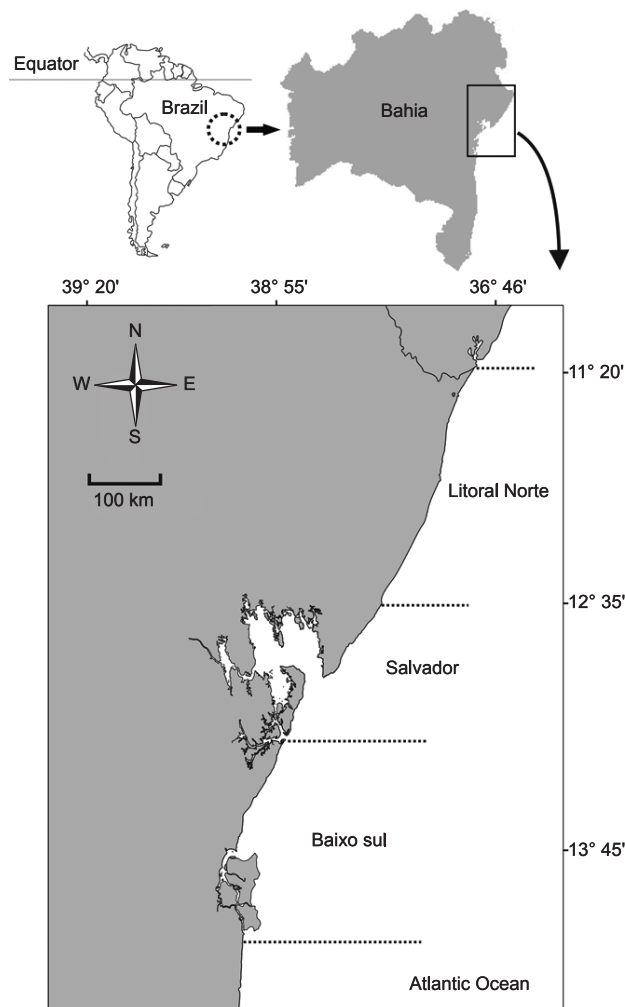 Equator
Brazil
Bahia
39° 20'
38° 55'
36° 46'
N
W
E
S
11° 20'
100 km
Litoral Norte
12° 35'
Salvador
Baixo sul
13° 45'
Atlantic Ocean